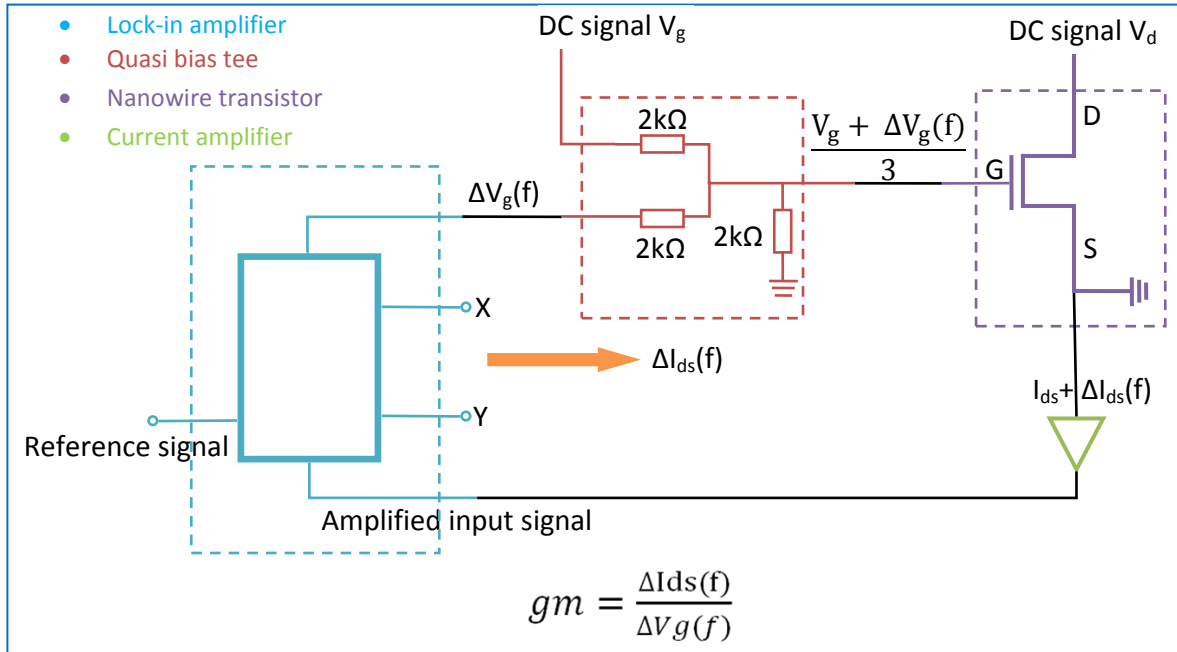 Lock-in amplifier
Quasi bias tee
Nanowire transistor
Current amplifier
DC signal Vg
DC signal Vd
2kΩ
2kΩ
2kΩ
Vg + ΔVg(f)
3
ΔVg(f)
G
D
S
X
Y
ΔIds(f)
Ids+ ΔIds(f)
Reference signal
Amplified input signal
gm = ΔIds(f)
ΔVg(f)